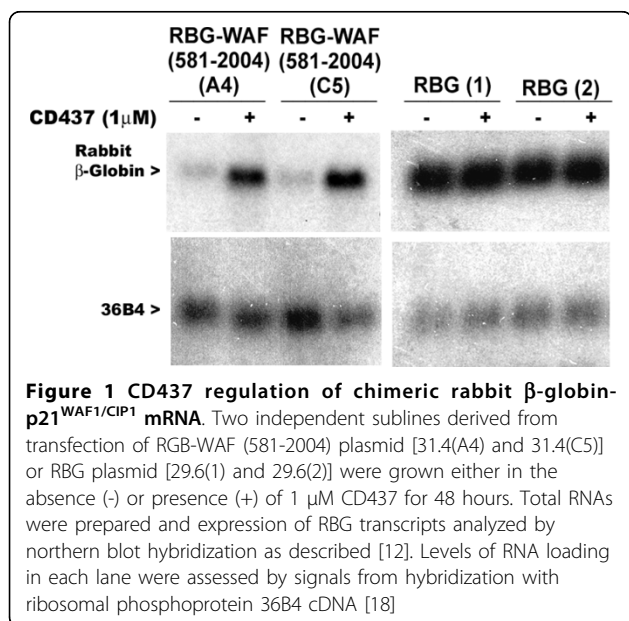 RBG-WAF RBG-WAF
(581-2004) (581-2004)
(A4) (C5) RBG (1) RBG (2)
CD437 (1µM) - + - + - + - +
Rabbit
β-Globin >
36B4 >
Figure 1 CD437 regulation of chimeric rabbit β-globin-
p21WAF1/CIP1 mRNA. Two independent sublines derived from
transfection of RGB-WAF (581-2004) plasmid [31.4(A4) and 31.4(C5)]
or RBG plasmid [29.6(1) and 29.6(2)] were grown either in the
absence (-) or presence (+) of 1 µM CD437 for 48 hours. Total RNAs
were prepared and expression of RBG transcripts analyzed by
northern blot hybridization as described [12]. Levels of RNA loading
in each lane were assessed by signals from hybridization with
ribosomal phosphoprotein 36B4 cDNA [18]